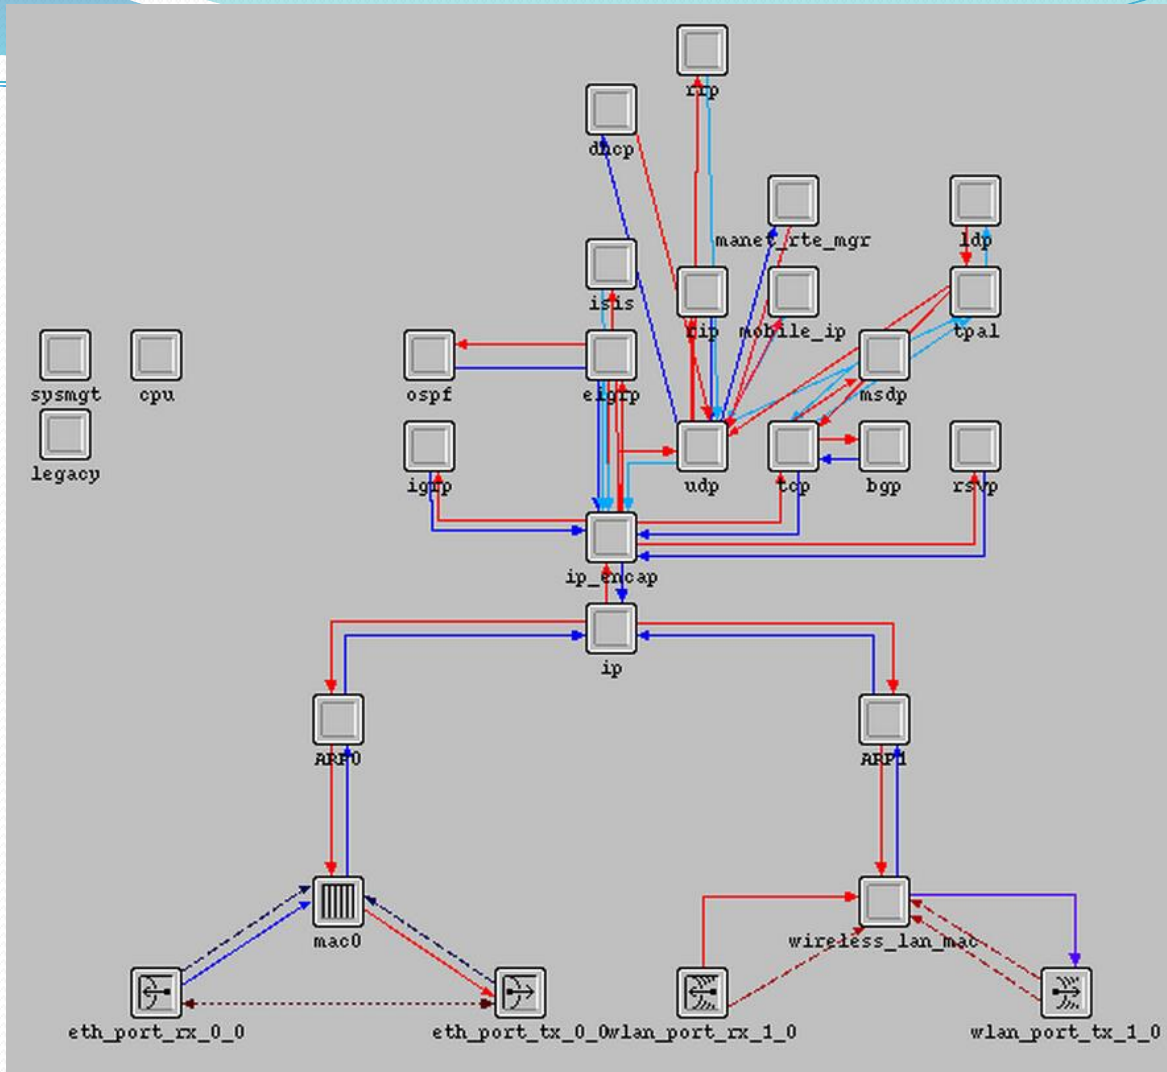 rrp
dhcp
manet_rte_mgr
ldp
isis
rip
mobile_ip
tpal
sysmgt
cpu
ospf
eigrp
msdp
legacy
igrp
udp
tcp
bgp
rsvp
ip_encap
ip
ARP0
ARP1
mac0
wireless_lan_mac
eth_port_rx_0_0
eth_port_tx_0_0
wlan_port_rx_1_0
wlan_port_tx_1_0